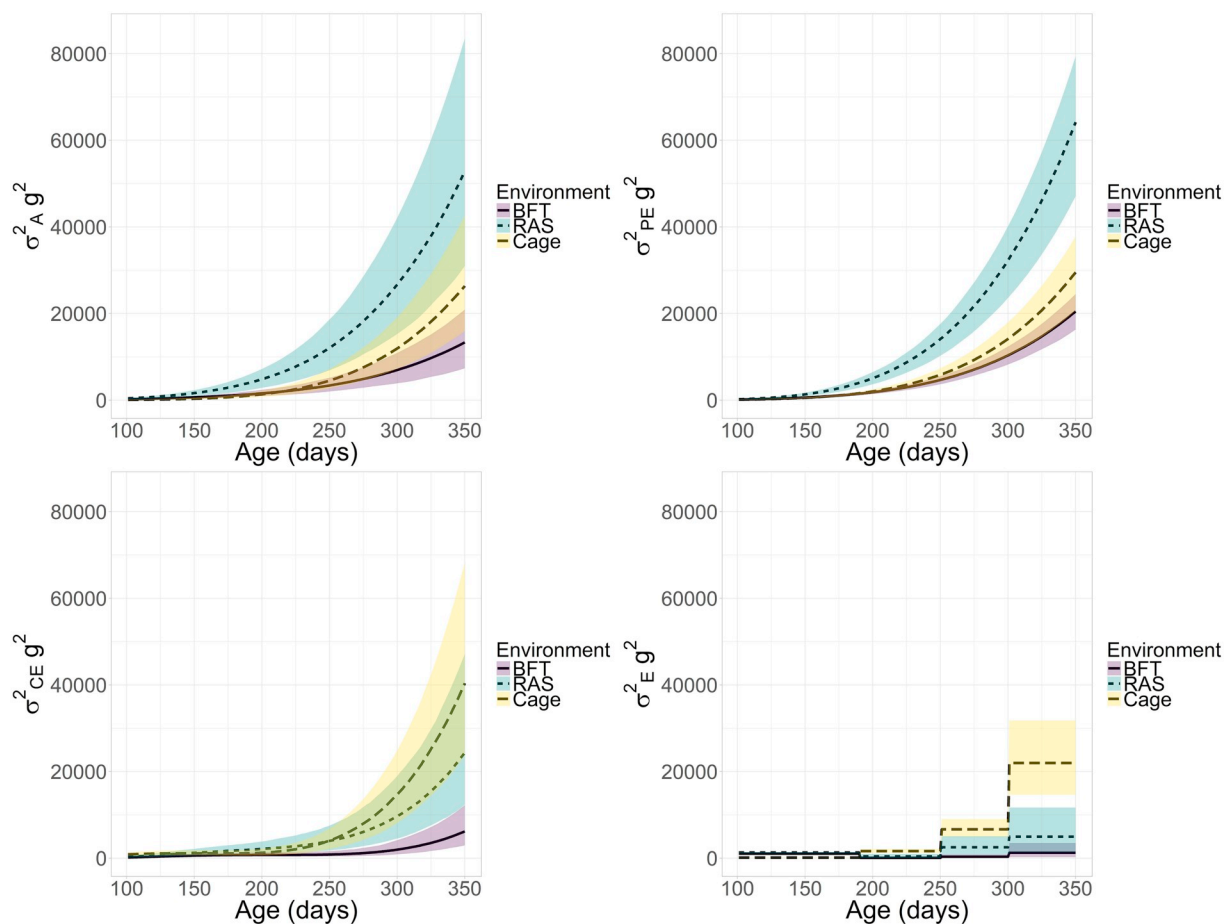 80000
60000
40000
20000
0
σ²A g²
100 150 200 250 300 350
Age (days)
Environment
BFT
RAS
Cage
80000
60000
40000
20000
0
σ²PE g²
100 150 200 250 300 350
Age (days)
Environment
BFT
RAS
Cage
80000
60000
40000
20000
0
σ²CE g²
100 150 200 250 300 350
Age (days)
Environment
BFT
RAS
Cage
80000
60000
40000
20000
0
σ²E g²
100 150 200 250 300 350
Age (days)
Environment
BFT
RAS
Cage